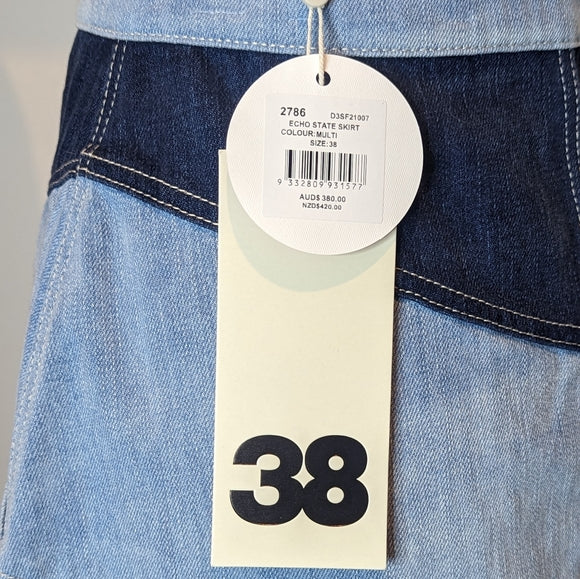 2786 D3SF21007
ECHO STATE SKIRT
COLOUR:MULTI
SIZE:38
9 332809 931577
AUD$ 380.00
NZD$420.00
38